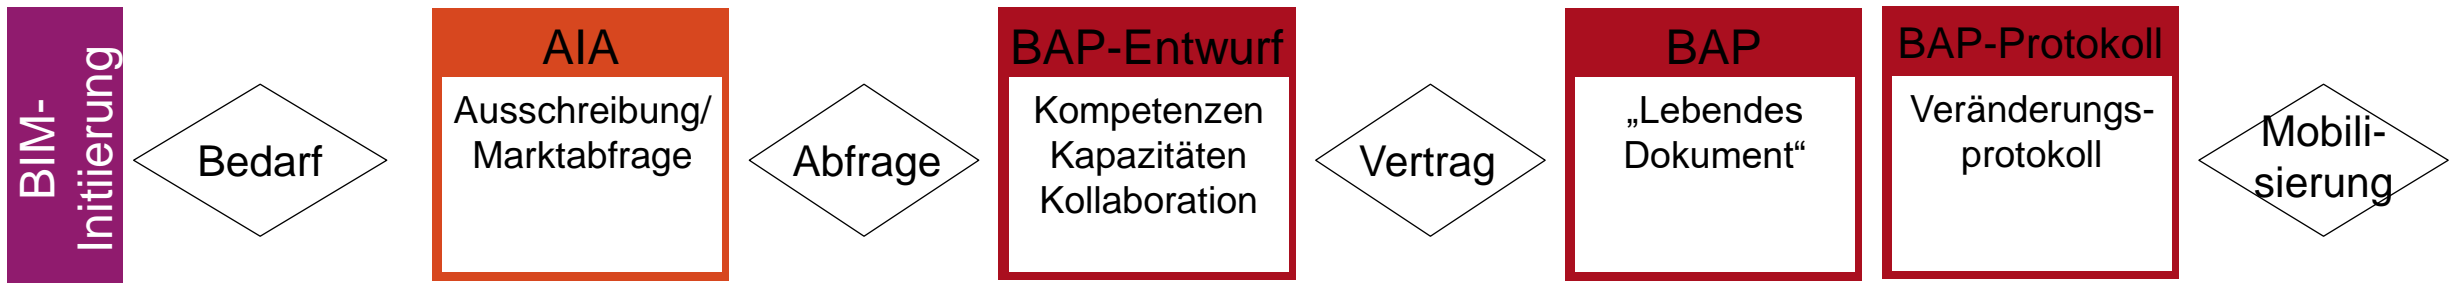 BIM-
Initiierung
Bedarf
AIA
Ausschreibung/
Marktabfrage
Abfrage
BAP-Entwurf
Kompetenzen
Kapazitäten
Kollaboration
Vertrag
BAP
„Lebendes
Dokument“
BAP-Protokoll
Veränderungs-
protokoll
Mobili-
sierung